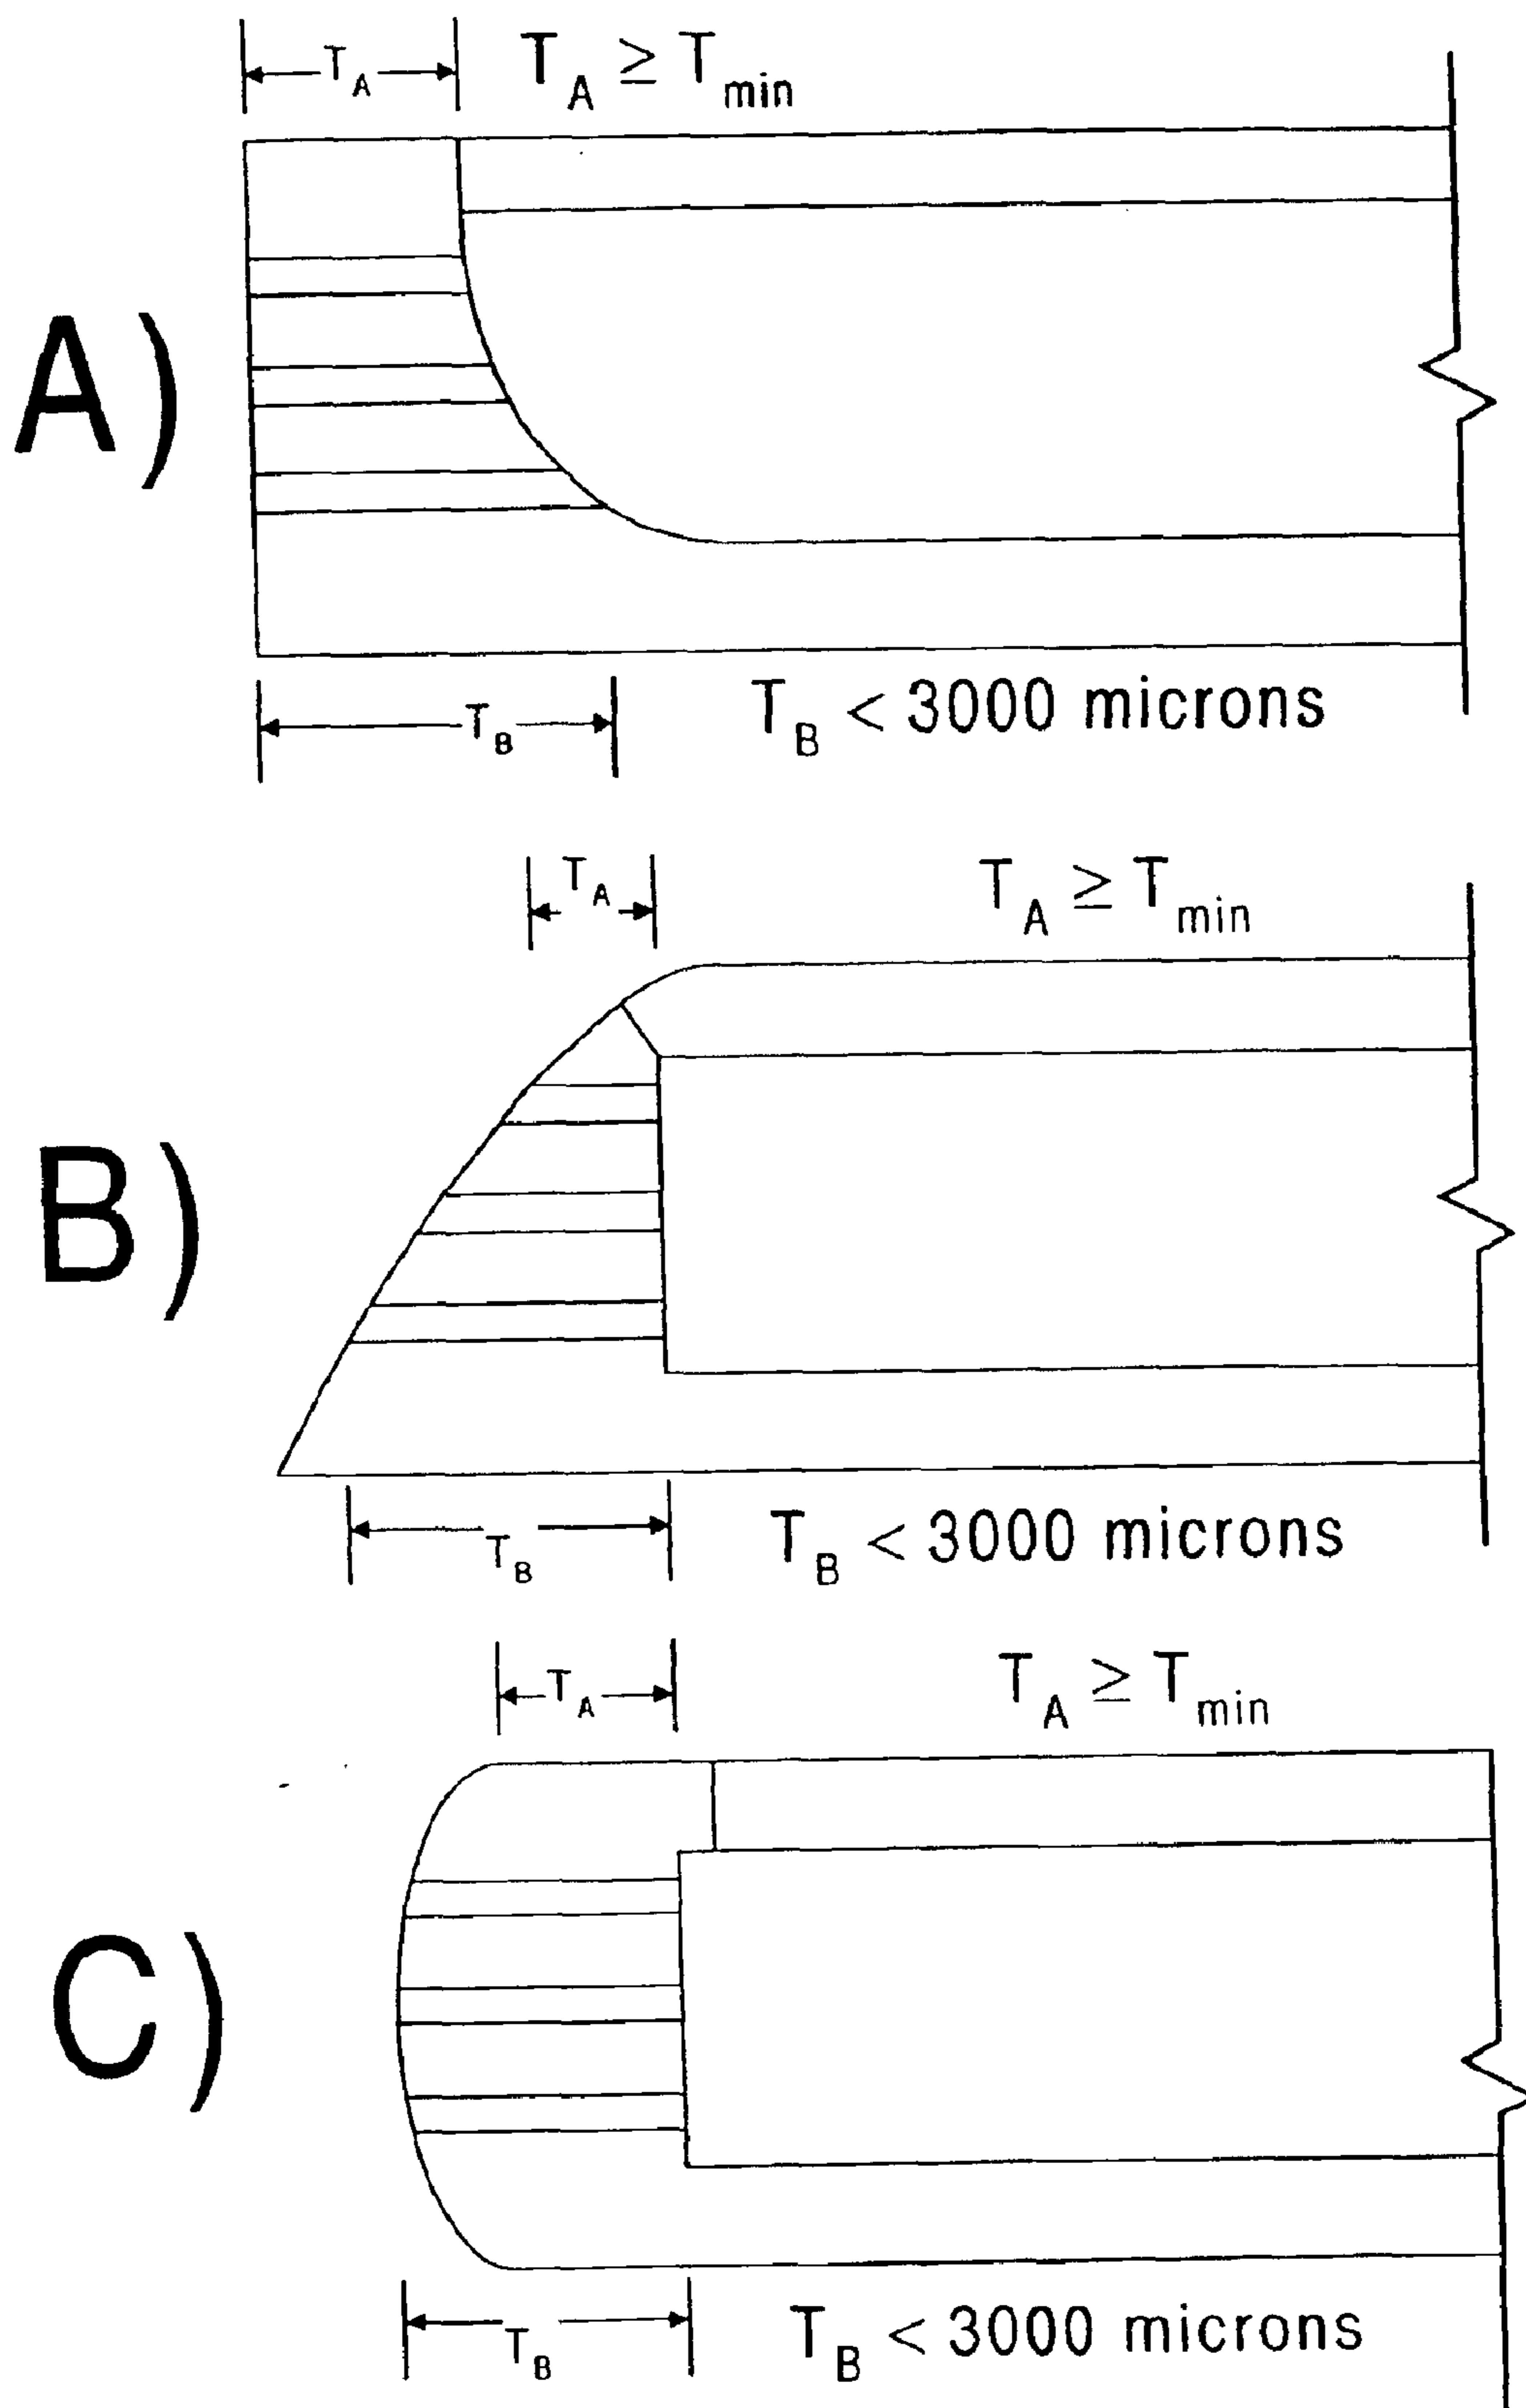 T_A T_A ≥ T_min
A)
T_B T_B < 3000 microns
T_A T_A ≥ T_min
B)
T_B T_B < 3000 microns
T_A T_A ≥ T_min
C)
T_B T_B < 3000 microns